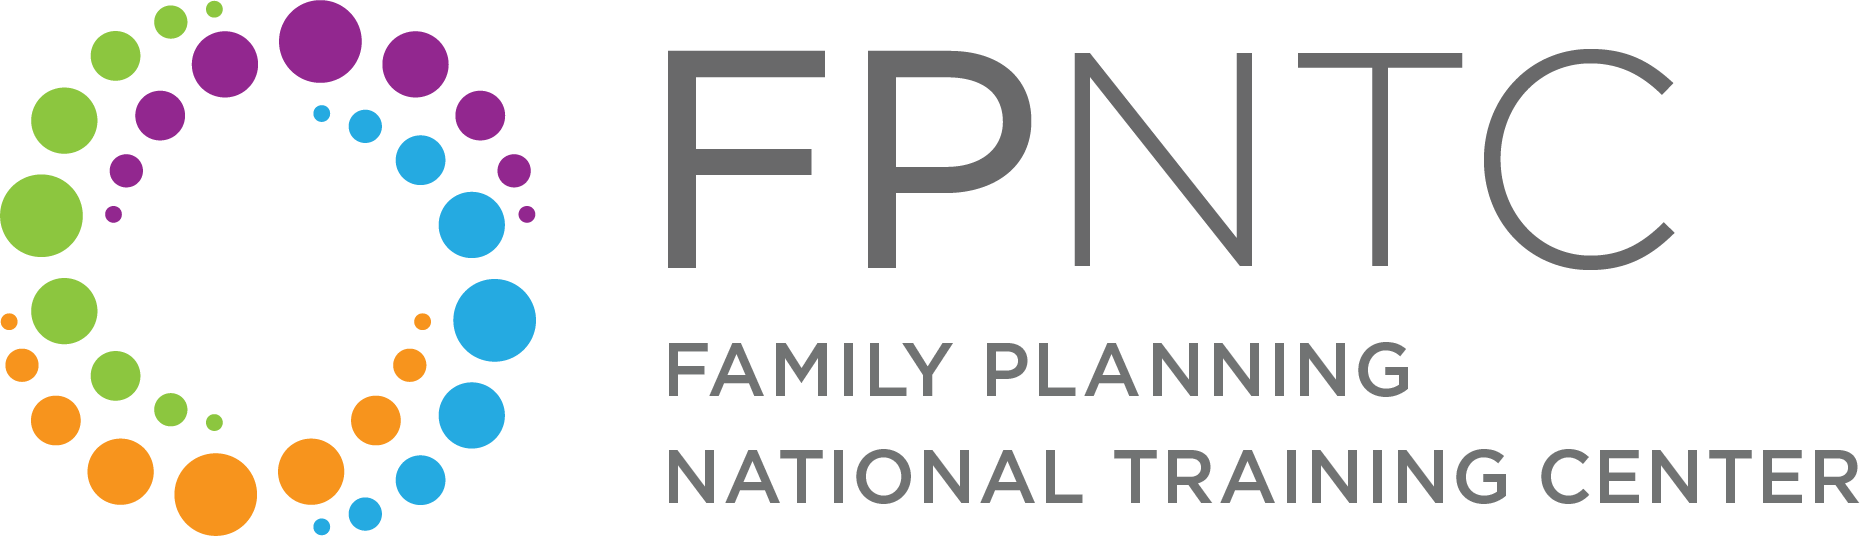 FPNTC
FAMILY PLANNING
NATIONAL TRAINING CENTER